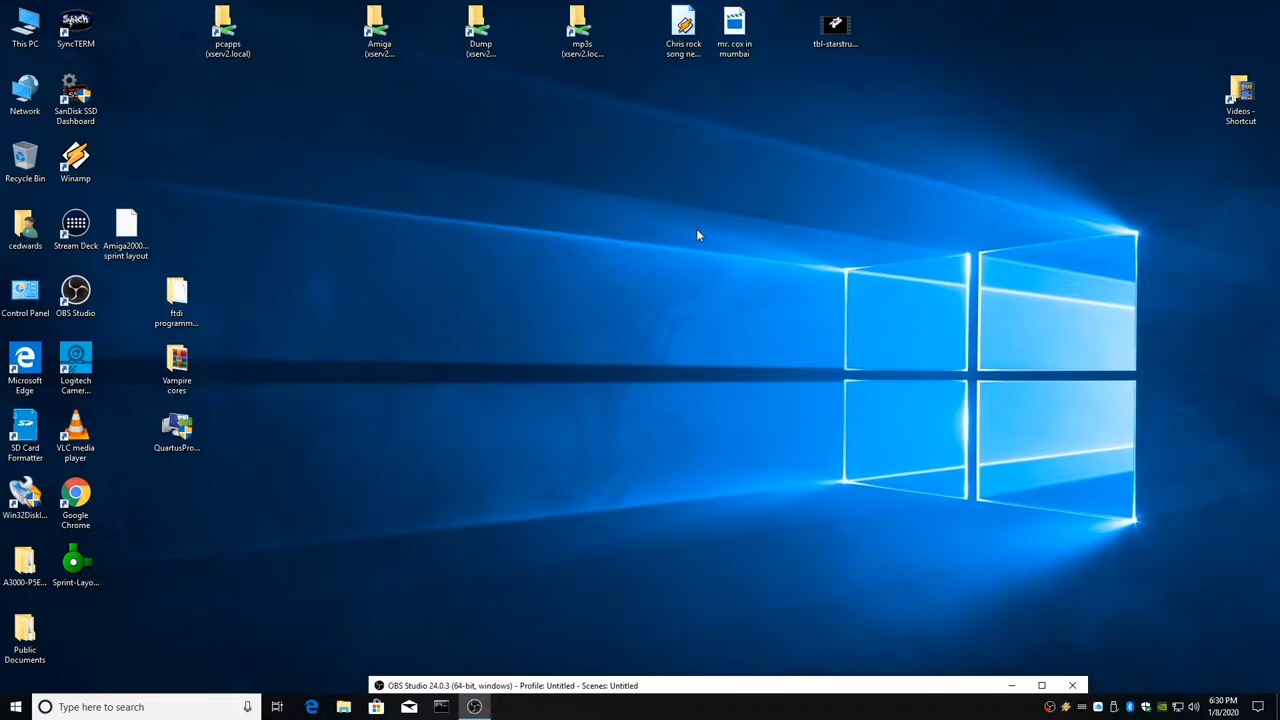 This PC
SyncTERM
pcapps
(xserv2.local)
Amiga
(xserv2...
Dump
(xserv2...
mp3s
(xserv2.loc...
Chris rock
song ne...
mr. cox in
mumbai
tbl-starstru...
Network
SanDisk SSD
Dashboard
Videos -
Shortcut
Recycle Bin
Winamp
cedwards
Stream Deck
Amiga2000...
sprint layout
Control Panel
OBS Studio
ftdi
programm...
Microsoft
Edge
Logitech
Camer...
Vampire
cores
SD Card
Formatter
VLC media
player
QuartusPro...
Win32DiskI...
Google
Chrome
A3000-P5E...
Sprint-Layo...
Public
Documents
OBS Studio 24.0.3 (64-bit, windows) - Profile: Untitled - Scenes: Untitled
Type here to search
6:30 PM
1/8/2020